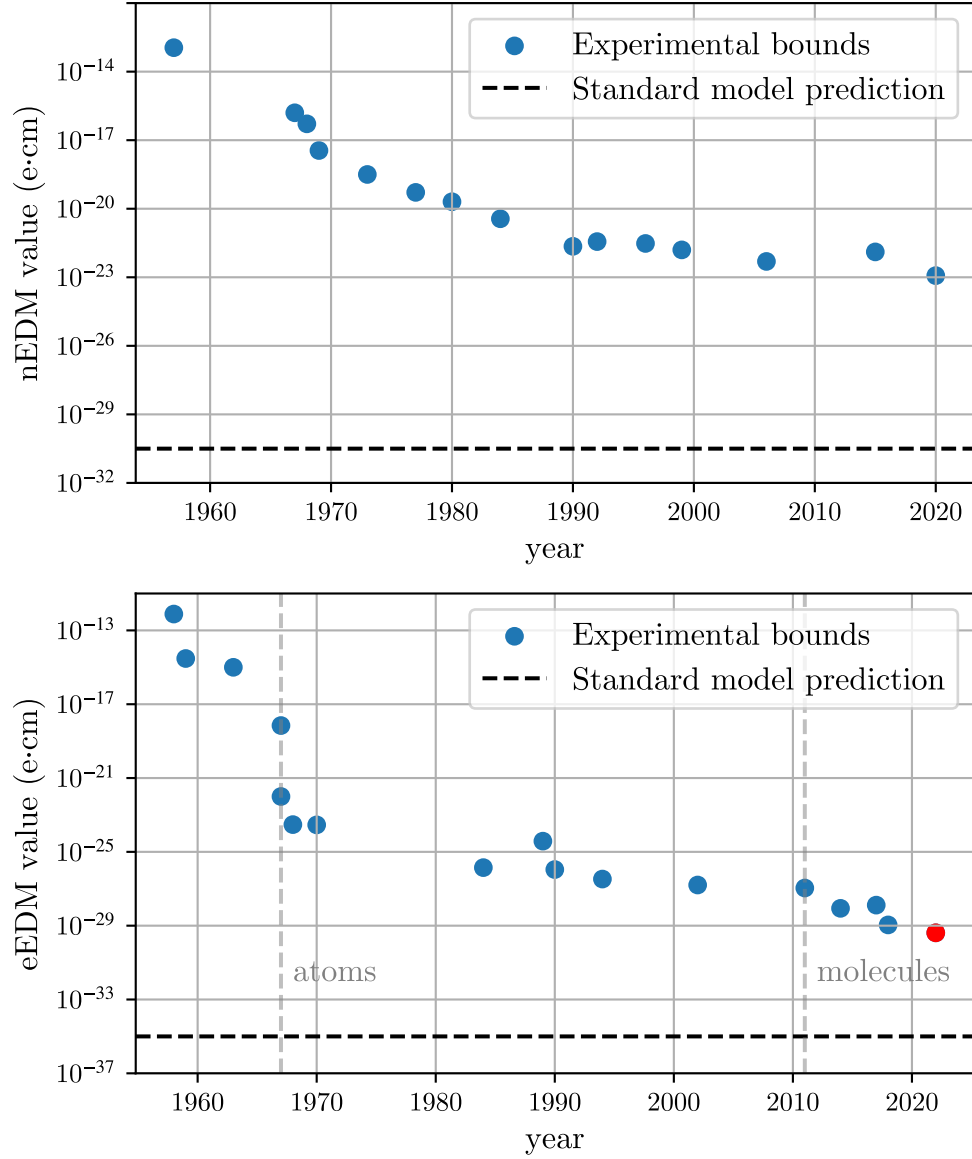 Experimental bounds
Standard model prediction
nEDM value (e·cm)
10⁻¹⁴
10⁻¹⁷
10⁻²⁰
10⁻²³
10⁻²⁶
10⁻²⁹
10⁻³²
1960 1970 1980 1990 2000 2010 2020
year
Experimental bounds
Standard model prediction
eEDM value (e·cm)
10⁻¹³
10⁻¹⁷
10⁻²¹
10⁻²⁵
10⁻²⁹
atoms molecules
10⁻³³
10⁻³⁷
1960 1970 1980 1990 2000 2010 2020
year